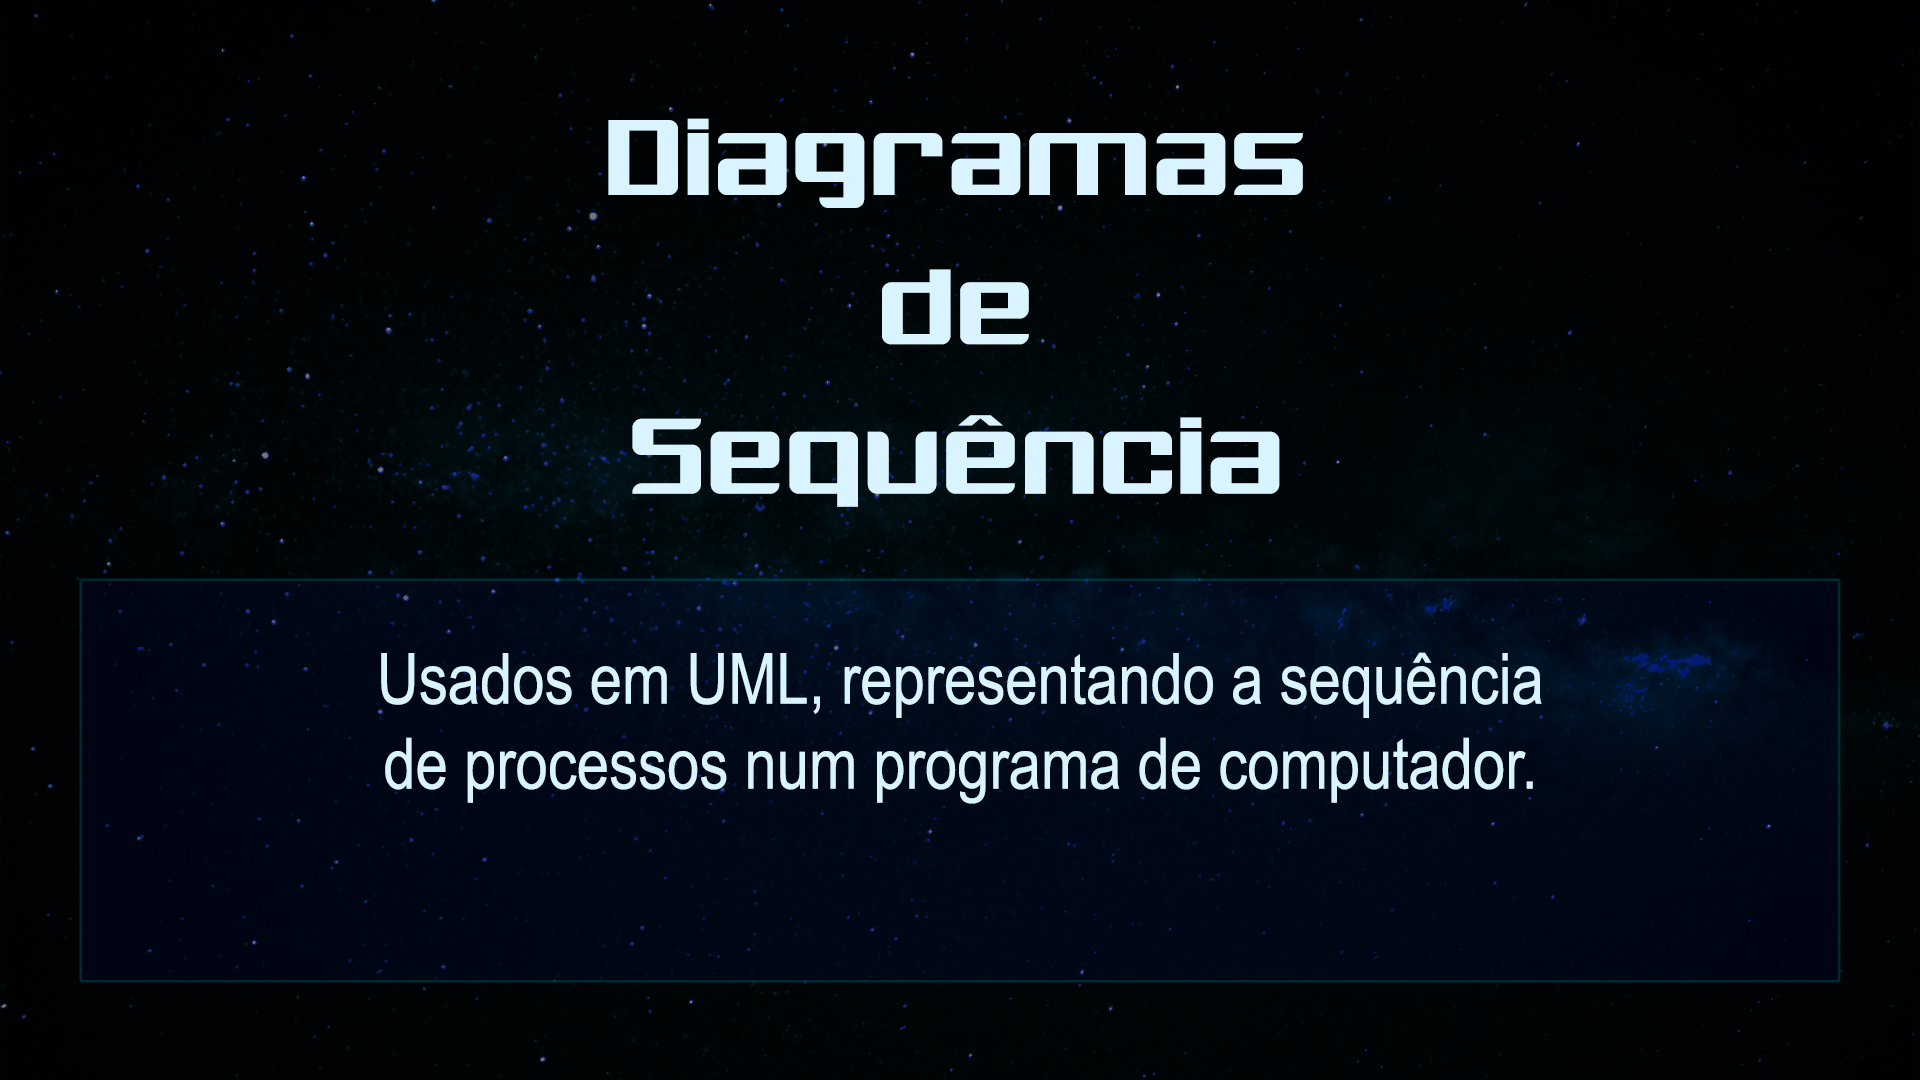 Diagramas
de
Sequência
Usados em UML, representando a sequência
de processos num programa de computador.